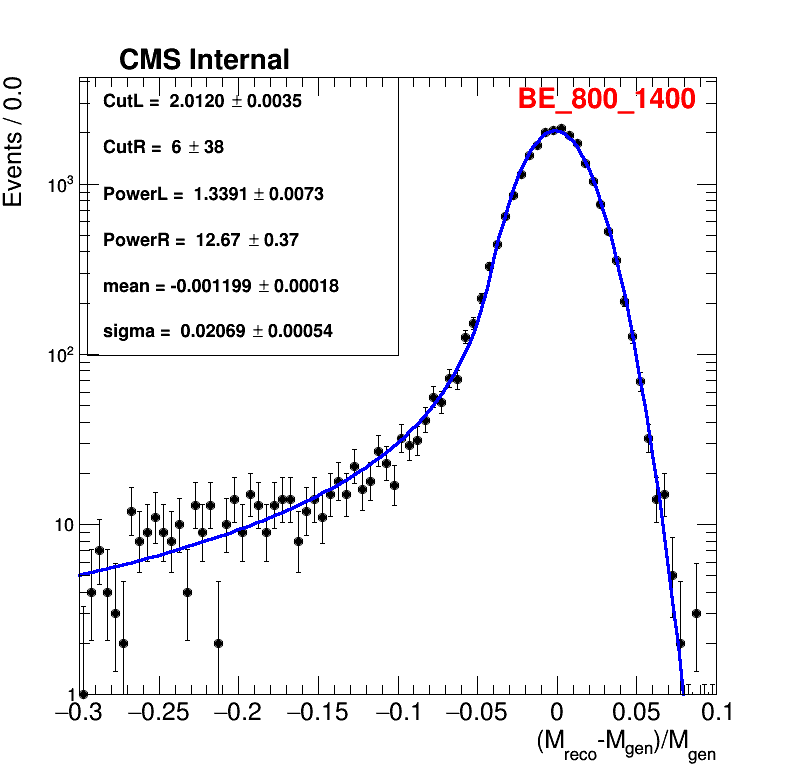 CMS Internal
Events / 0.0
BE_800_1400
CutL = 2.0120 ± 0.0035
CutR = 6 ± 38
PowerL = 1.3391 ± 0.0073
PowerR = 12.67 ± 0.37
mean = -0.001199 ± 0.00018
sigma = 0.02069 ± 0.00054
10³
10²
10
1
−0.3 −0.25 −0.2 −0.15 −0.1 −0.05 0 0.05 0.1
(M_reco-M_gen)/M_gen